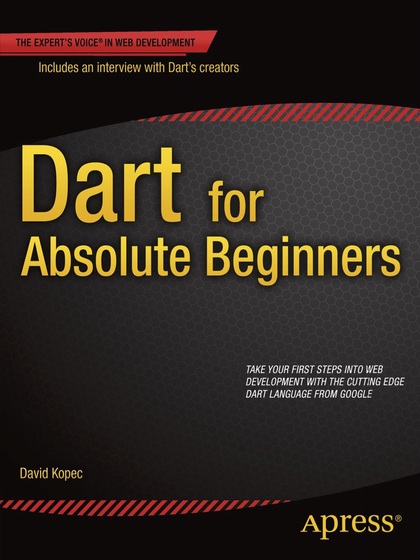 THE EXPERT'S VOICE® IN WEB DEVELOPMENT
Includes an interview with Dart's creators
Dart for
Absolute Beginners
TAKE YOUR FIRST STEPS INTO WEB
DEVELOPMENT WITH THE CUTTING EDGE
DART LANGUAGE FROM GOOGLE
David Kopec
Apress®